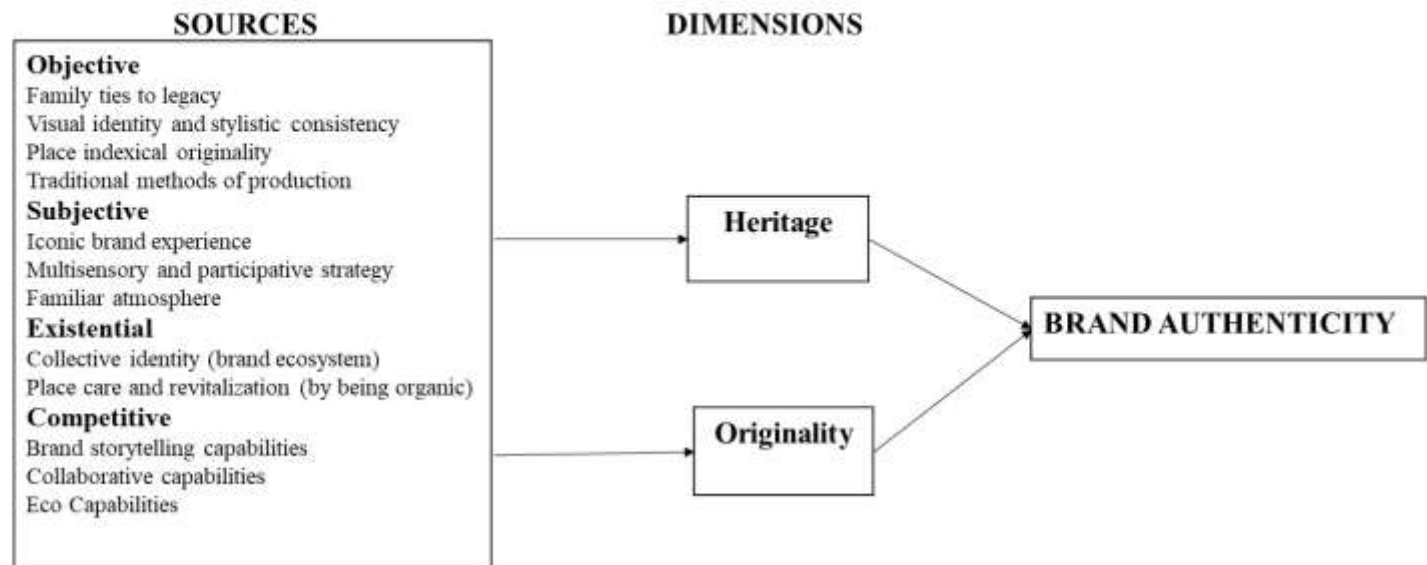 SOURCES
DIMENSIONS
Objective
Family ties to legacy
Visual identity and stylistic consistency
Place indexical originality
Traditional methods of production
Subjective
Iconic brand experience
Multisensory and participative strategy
Familiar atmosphere
Existential
Collective identity (brand ecosystem)
Place care and revitalization (by being organic)
Competitive
Brand storytelling capabilities
Collaborative capabilities
Eco Capabilities
Heritage
Originality
BRAND AUTHENTICITY